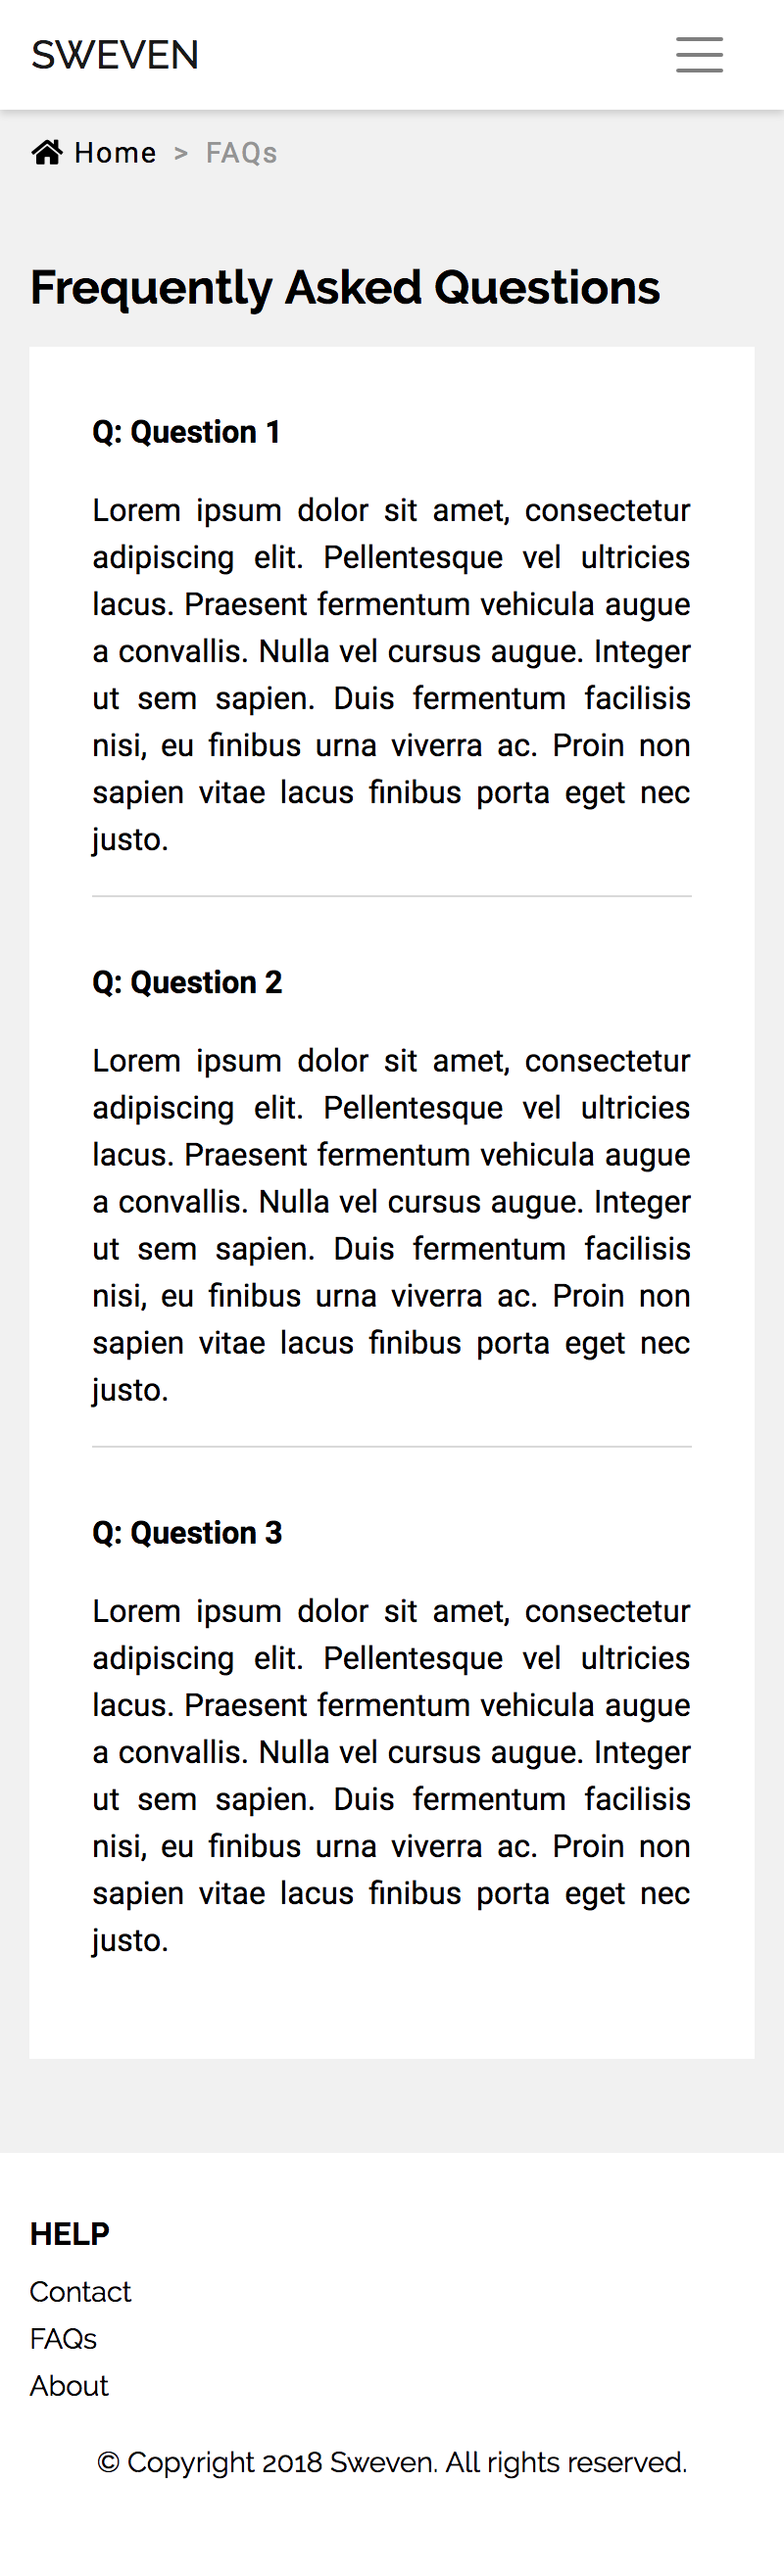 SWEVEN
Home > FAQs
Frequently Asked Questions
Q: Question 1
Lorem ipsum dolor sit amet, consectetur
adipiscing elit. Pellentesque vel ultricies
lacus. Praesent fermentum vehicula augue
a convallis. Nulla vel cursus augue. Integer
ut sem sapien. Duis fermentum facilisis
nisi, eu finibus urna viverra ac. Proin non
sapien vitae lacus finibus porta eget nec
justo.
Q: Question 2
Lorem ipsum dolor sit amet, consectetur
adipiscing elit. Pellentesque vel ultricies
lacus. Praesent fermentum vehicula augue
a convallis. Nulla vel cursus augue. Integer
ut sem sapien. Duis fermentum facilisis
nisi, eu finibus urna viverra ac. Proin non
sapien vitae lacus finibus porta eget nec
justo.
Q: Question 3
Lorem ipsum dolor sit amet, consectetur
adipiscing elit. Pellentesque vel ultricies
lacus. Praesent fermentum vehicula augue
a convallis. Nulla vel cursus augue. Integer
ut sem sapien. Duis fermentum facilisis
nisi, eu finibus urna viverra ac. Proin non
sapien vitae lacus finibus porta eget nec
justo.
HELP
Contact
FAQs
About
© Copyright 2018 Sweven. All rights reserved.